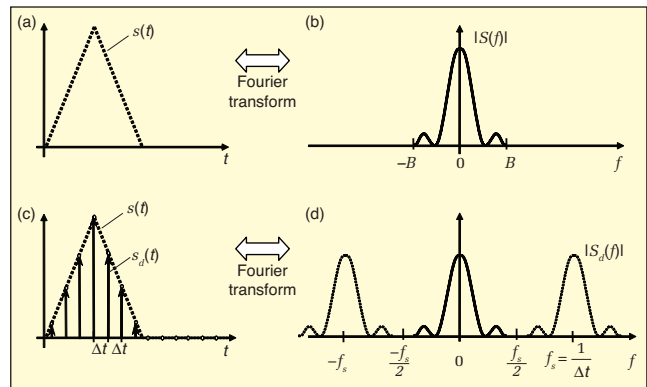 (a)
s(t)
t
Fourier
transform
(b)
|S(f)|
−B
0
B
f
(c)
s(t)
s_d(t)
Δt Δt
t
Fourier
transform
(d)
|S_d(f)|
−f_s
−f_s/2
0
f_s/2
f_s = 1/Δt
f